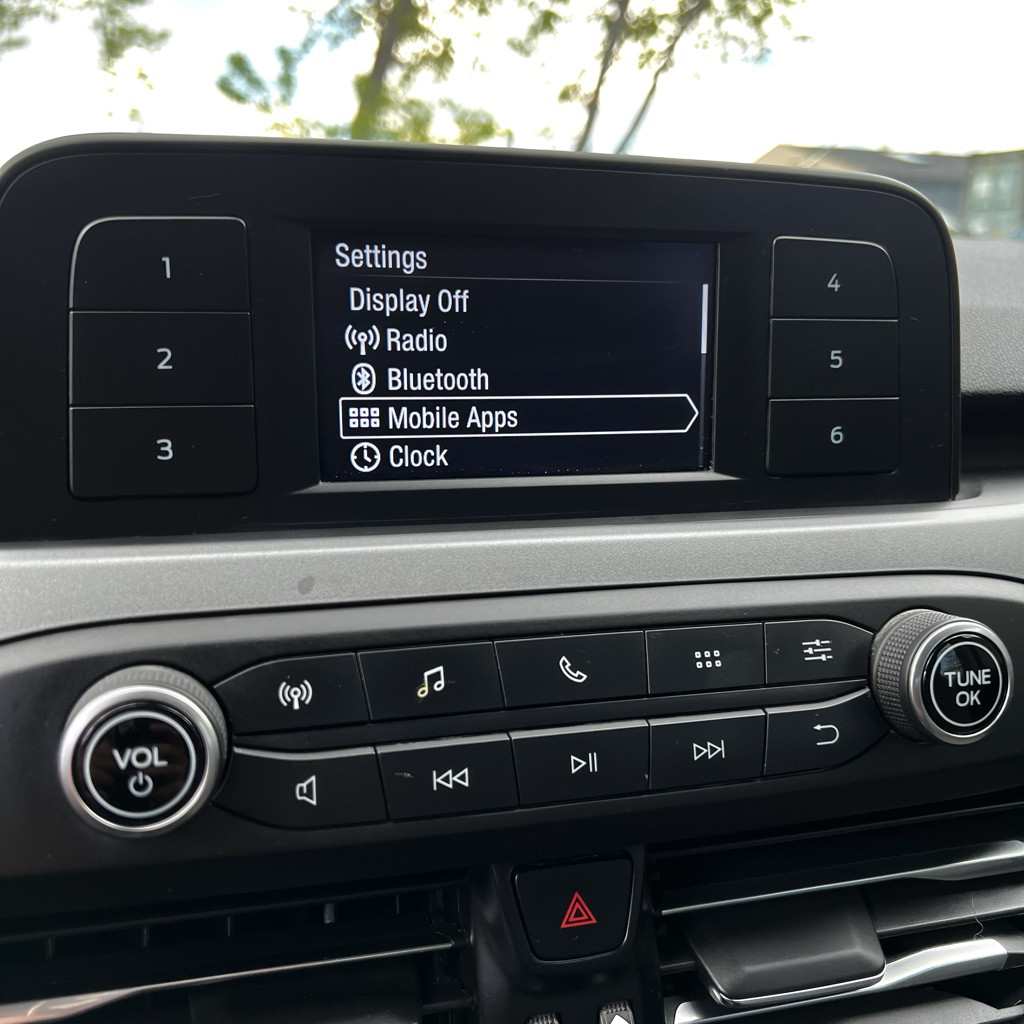 1
2
3
Settings
Display Off
Radio
Bluetooth
Mobile Apps
Clock
4
5
6
VOL
TUNE
OK